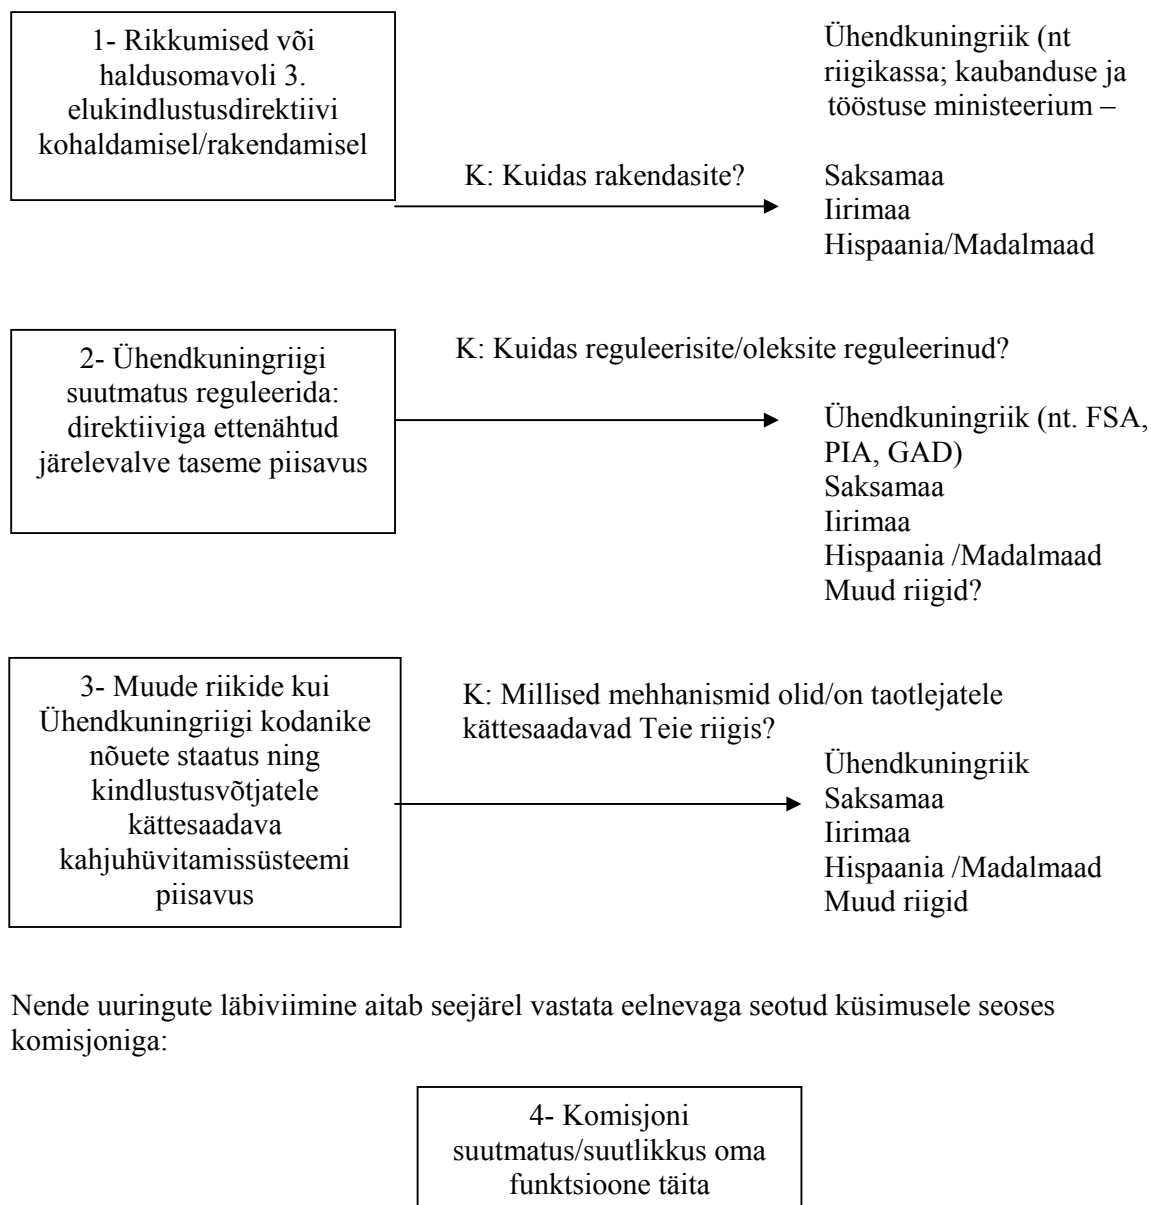 1- Rikkumised või
haldusomavoli 3.
elukindlustusdirektiivi
kohaldamisel/rakendamisel
K: Kuidas rakendasite?
Ühendkuningriik (nt
riigikassa; kaubanduse ja
tööstuse ministeerium –
Saksamaa
Iirimaa
Hispaania/Madalmaad
2- Ühendkuningriigi
suutmatus reguleerida:
direktiiviga ettenähtud
järelevalve taseme piisavus
K: Kuidas reguleerisite/oleksite reguleerinud?
Ühendkuningriik (nt. FSA,
PIA, GAD)
Saksamaa
Iirimaa
Hispaania /Madalmaad
Muud riigid?
3- Muude riikide kui
Ühendkuningriigi kodanike
nõuete staatus ning
kindlustusvõtjatele
kättesaadava
kahjuhüvitamissüsteemi
piisavus
K: Millised mehhanismid olid/on taotlejatele
kättesaadavad Teie riigis?
Ühendkuningriik
Saksamaa
Iirimaa
Hispaania /Madalmaad
Muud riigid
Nende uuringute läbiviimine aitab seejärel vastata eelnevaga seotud küsimusele seoses
komisjoniga:
4- Komisjoni
suutmatus/suutlikkus oma
funktsioone täita